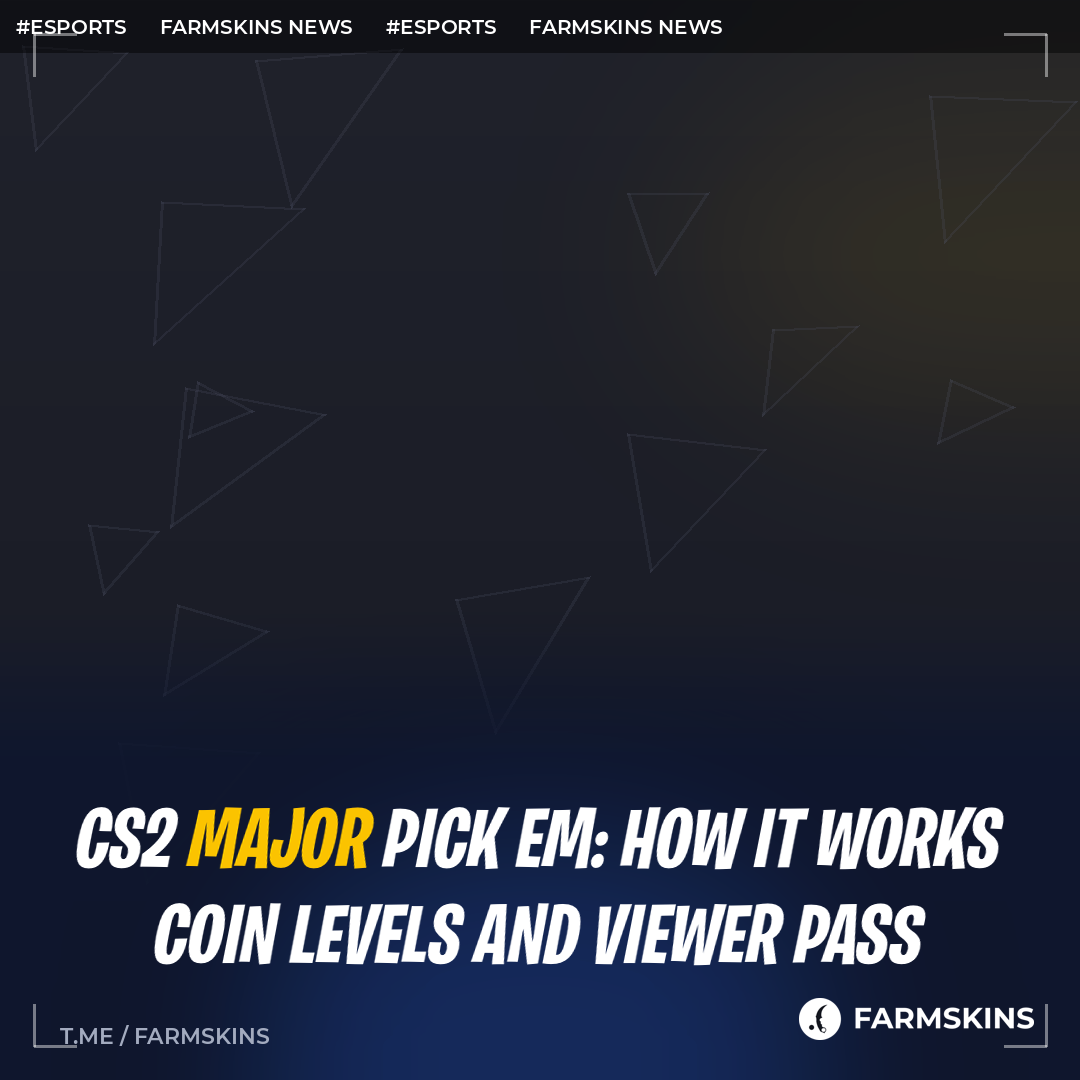 #ESPORTS FARMSKINS NEWS #ESPORTS FARMSKINS NEWS
CS2 MAJOR PICK EM: HOW IT WORKS
COIN LEVELS AND VIEWER PASS
T.ME / FARMSKINS
FARMSKINS